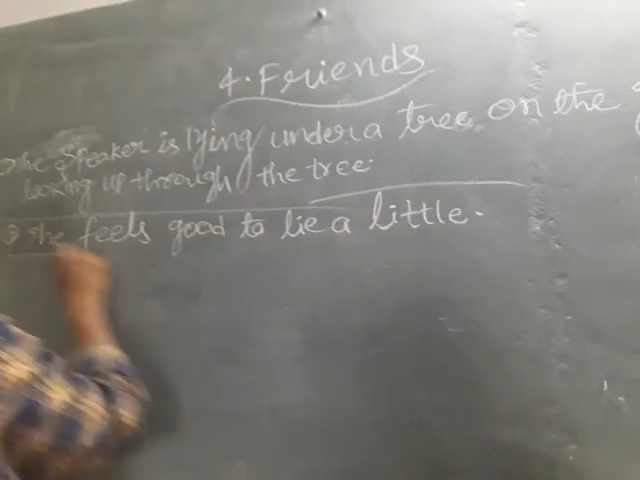 4. Friends
The Speaker is lying under a tree on the
looking up through the tree.
She feels good to lie a little.